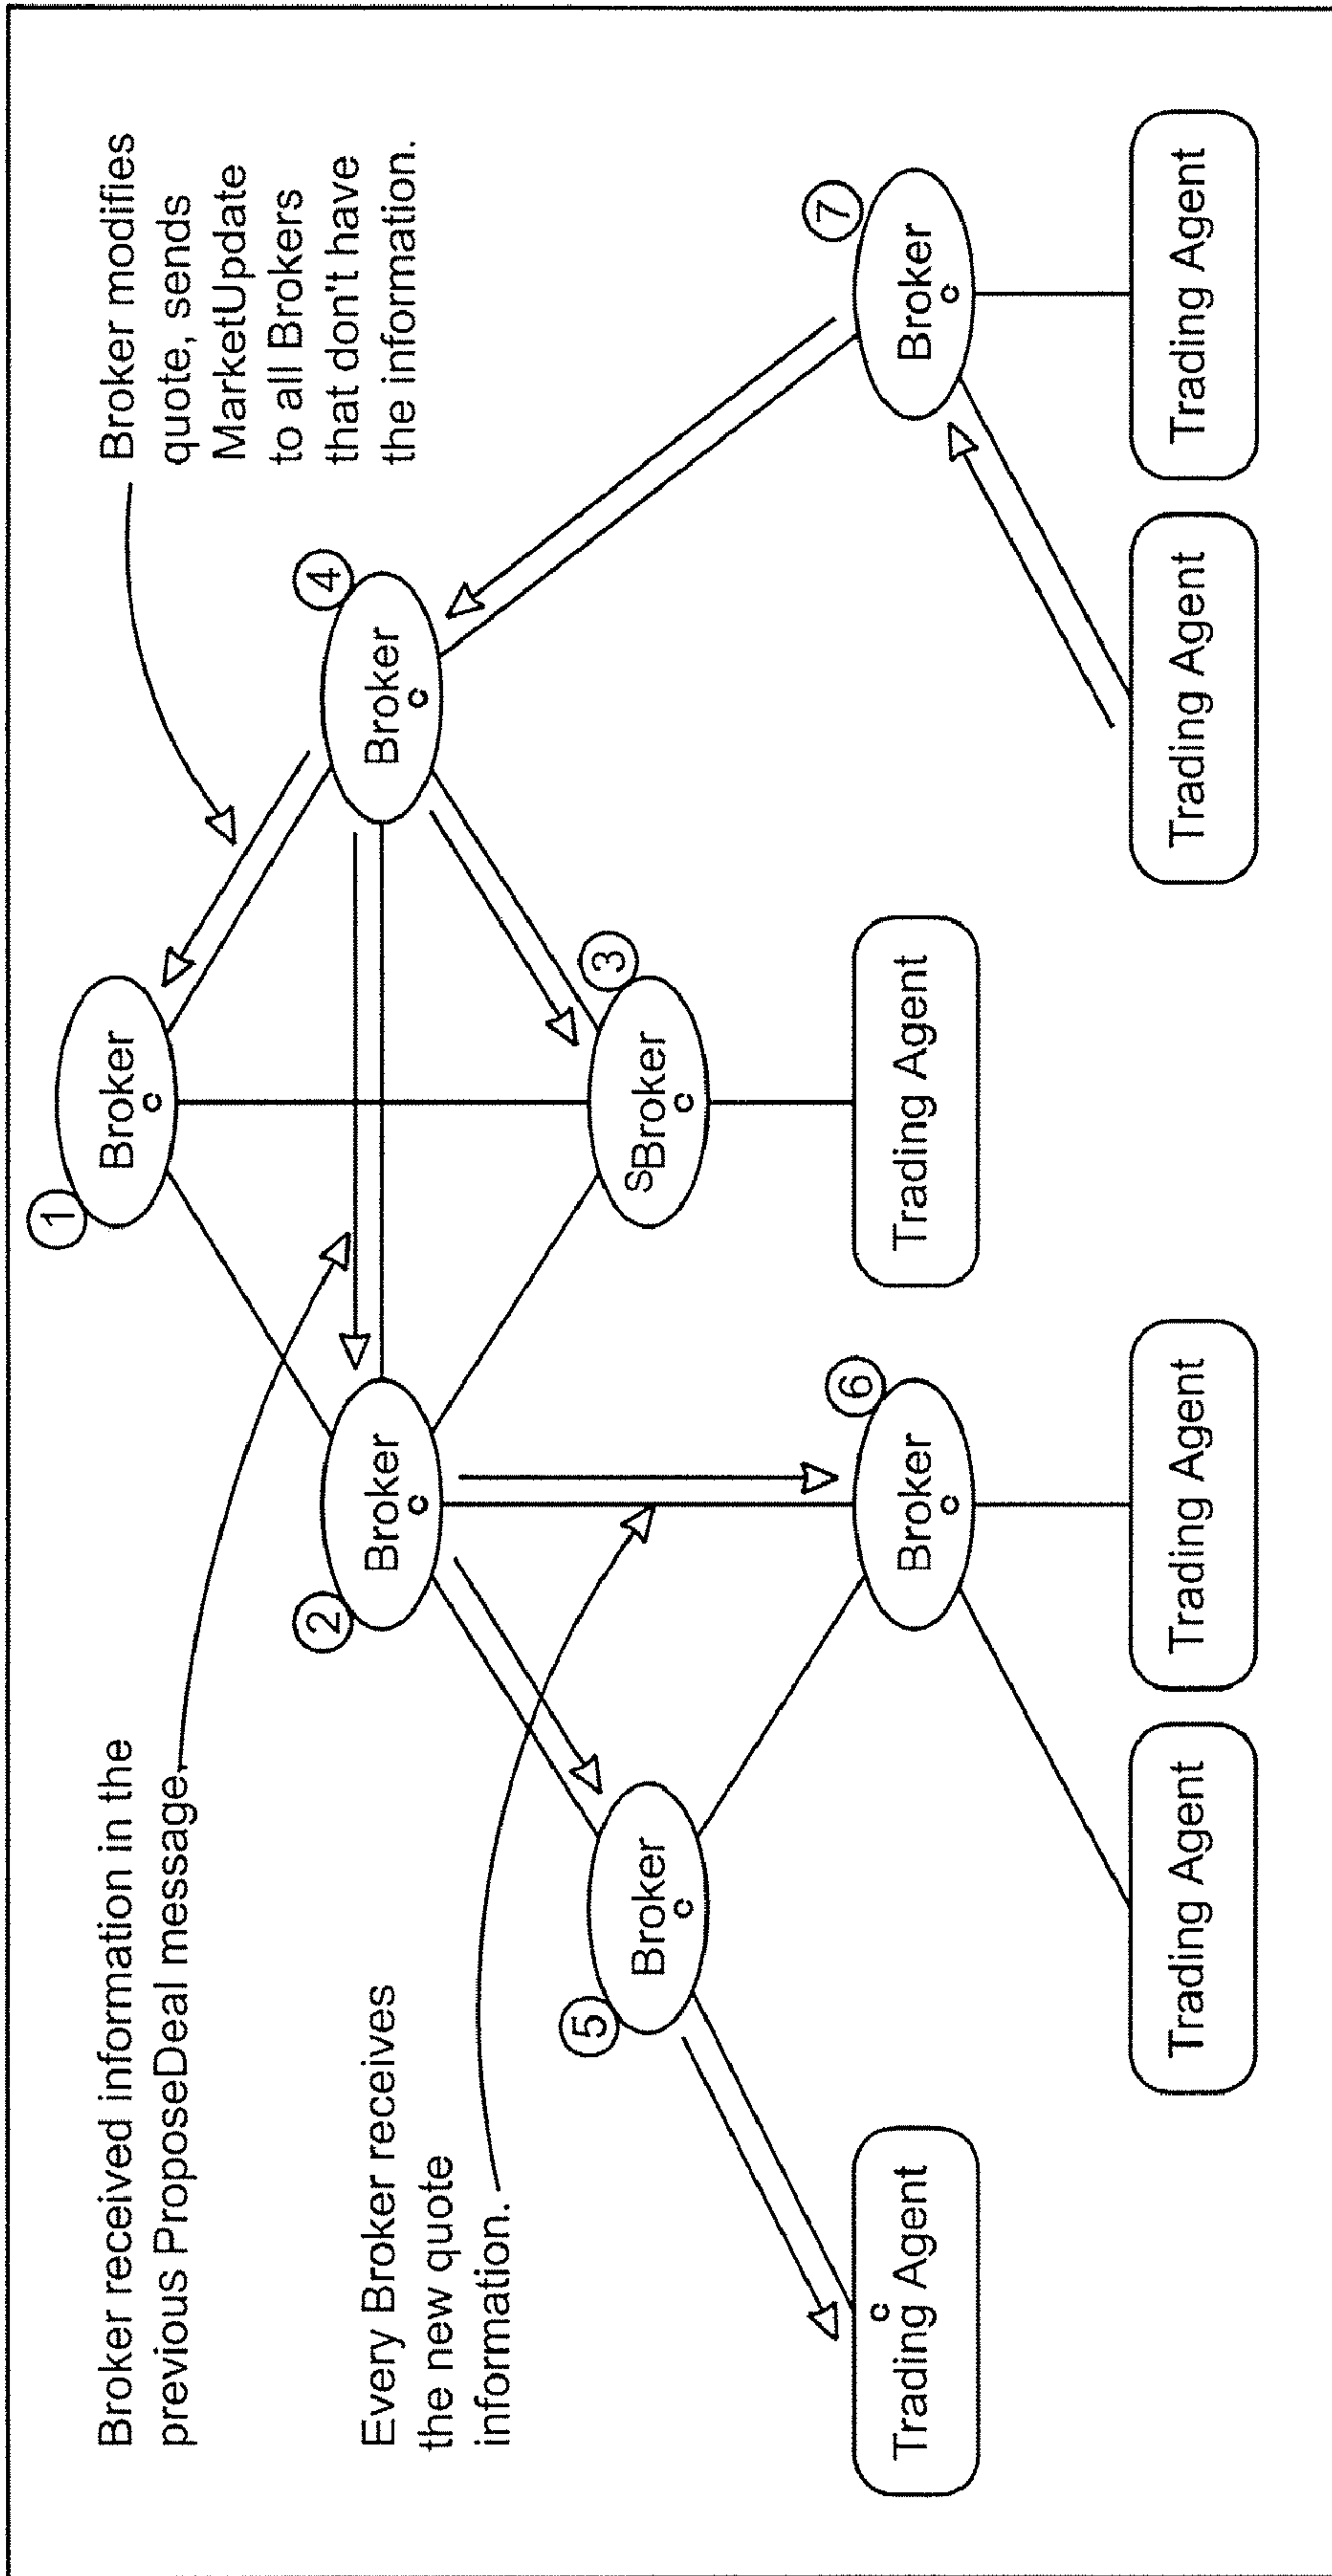 Broker received information in the
previous ProposeDeal message.
1
Broker
c
Broker modifies
quote, sends
MarketUpdate
to all Brokers
that don't have
the information.
Every Broker receives
the new quote
information.
2
Broker
c
4
Broker
c
5
Broker
c
3
SBroker
c
6
Broker
c
7
Broker
c
c
Trading Agent
Trading Agent
Trading Agent
Trading Agent
Trading Agent
Trading Agent